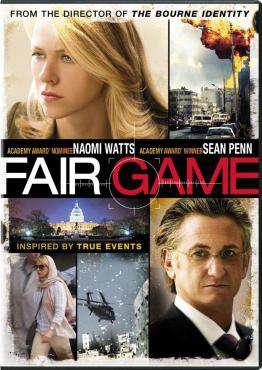 FROM THE DIRECTOR OF THE BOURNE IDENTITY
ACADEMY AWARD® NOMINEE NAOMI WATTS ACADEMY AWARD® WINNER SEAN PENN
FAIR GAME
INSPIRED BY TRUE EVENTS